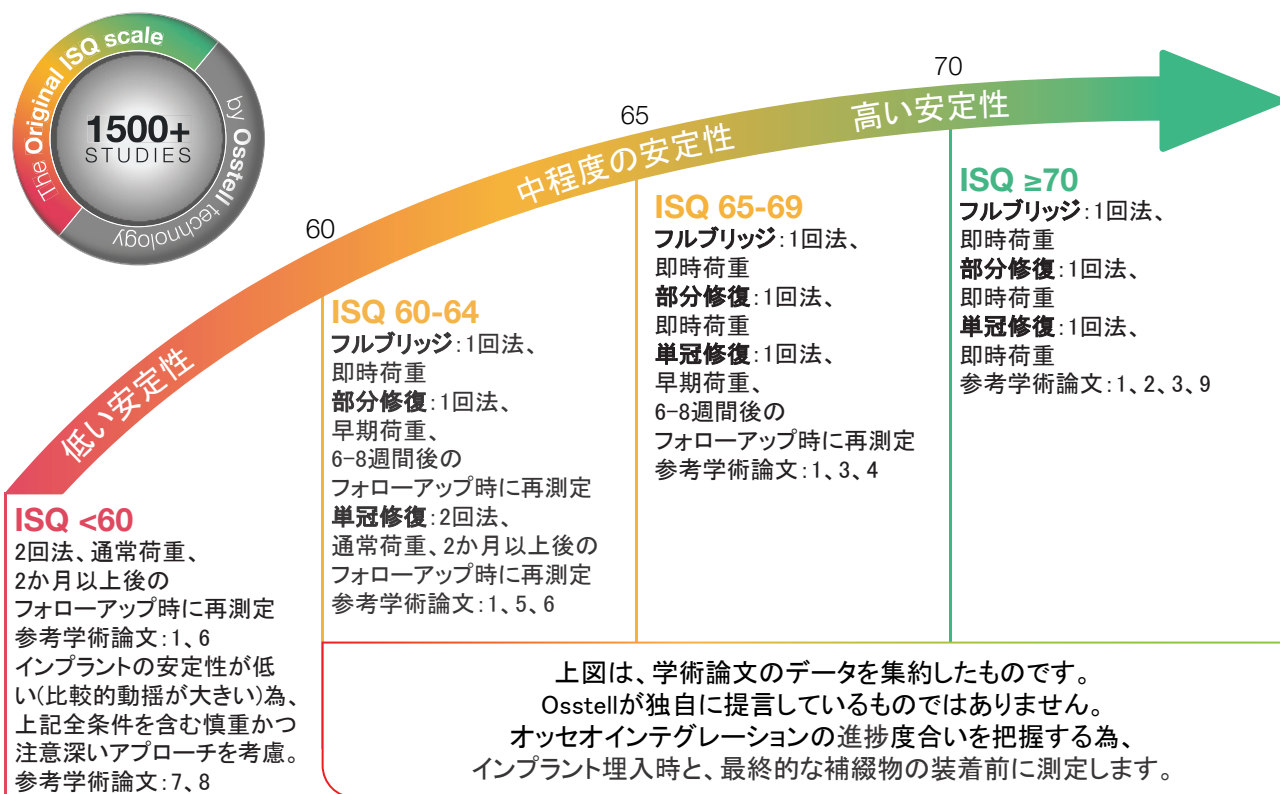 The Original ISQ scale
by Osstell technology
1500+
STUDIES
低い安定性
60
中程度の安定性
65
高い安定性
70
ISQ <60
2回法、通常荷重、
2か月以上後の
フォローアップ時に再測定
参考学術論文:1、6
インプラントの安定性が低
い(比較的動揺が大きい)為、
上記全条件を含む慎重かつ
注意深いアプローチを考慮。
参考学術論文:7、8
ISQ 60-64
フルブリッジ:1回法、
即時荷重
部分修復:1回法、
早期荷重、
6-8週間後の
フォローアップ時に再測定
単冠修復:2回法、
通常荷重、2か月以上後の
フォローアップ時に再測定
参考学術論文:1、5、6
ISQ 65-69
フルブリッジ:1回法、
即時荷重
部分修復:1回法、
即時荷重
単冠修復:1回法、
早期荷重、
6-8週間後の
フォローアップ時に再測定
参考学術論文:1、3、4
ISQ ≥70
フルブリッジ:1回法、
即時荷重
部分修復:1回法、
即時荷重
単冠修復:1回法、
即時荷重
参考学術論文:1、2、3、9
上図は、学術論文のデータを集約したものです。
Osstellが独自に提言しているものではありません。
オッセオインテグレーションの進捗度合いを把握する為、
インプラント埋入時と、最終的な補綴物の装着前に測定します。